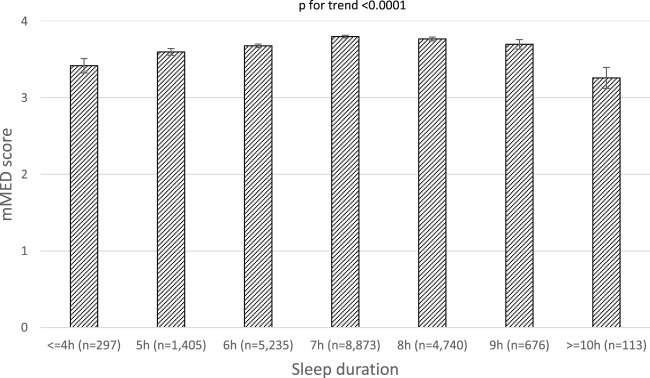 p for trend <0.0001
4
3
2
1
0
mMED score
<=4h (n=297) 5h (n=1,405) 6h (n=5,235) 7h (n=8,873) 8h (n=4,740) 9h (n=676) >=10h (n=113)
Sleep duration